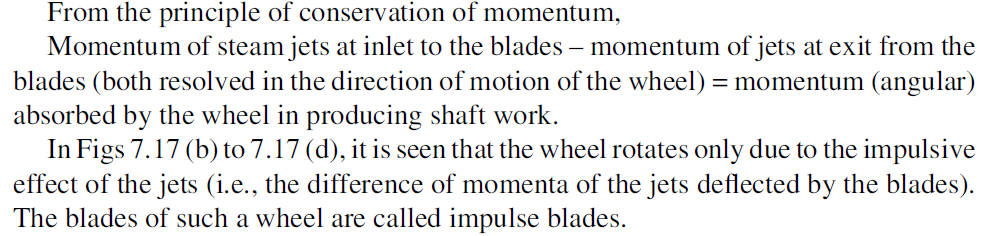 From the principle of conservation of momentum,
Momentum of steam jets at inlet to the blades – momentum of jets at exit from the
blades (both resolved in the direction of motion of the wheel) = momentum (angular)
absorbed by the wheel in producing shaft work.
In Figs 7.17 (b) to 7.17 (d), it is seen that the wheel rotates only due to the impulsive
effect of the jets (i.e., the difference of momenta of the jets deflected by the blades).
The blades of such a wheel are called impulse blades.